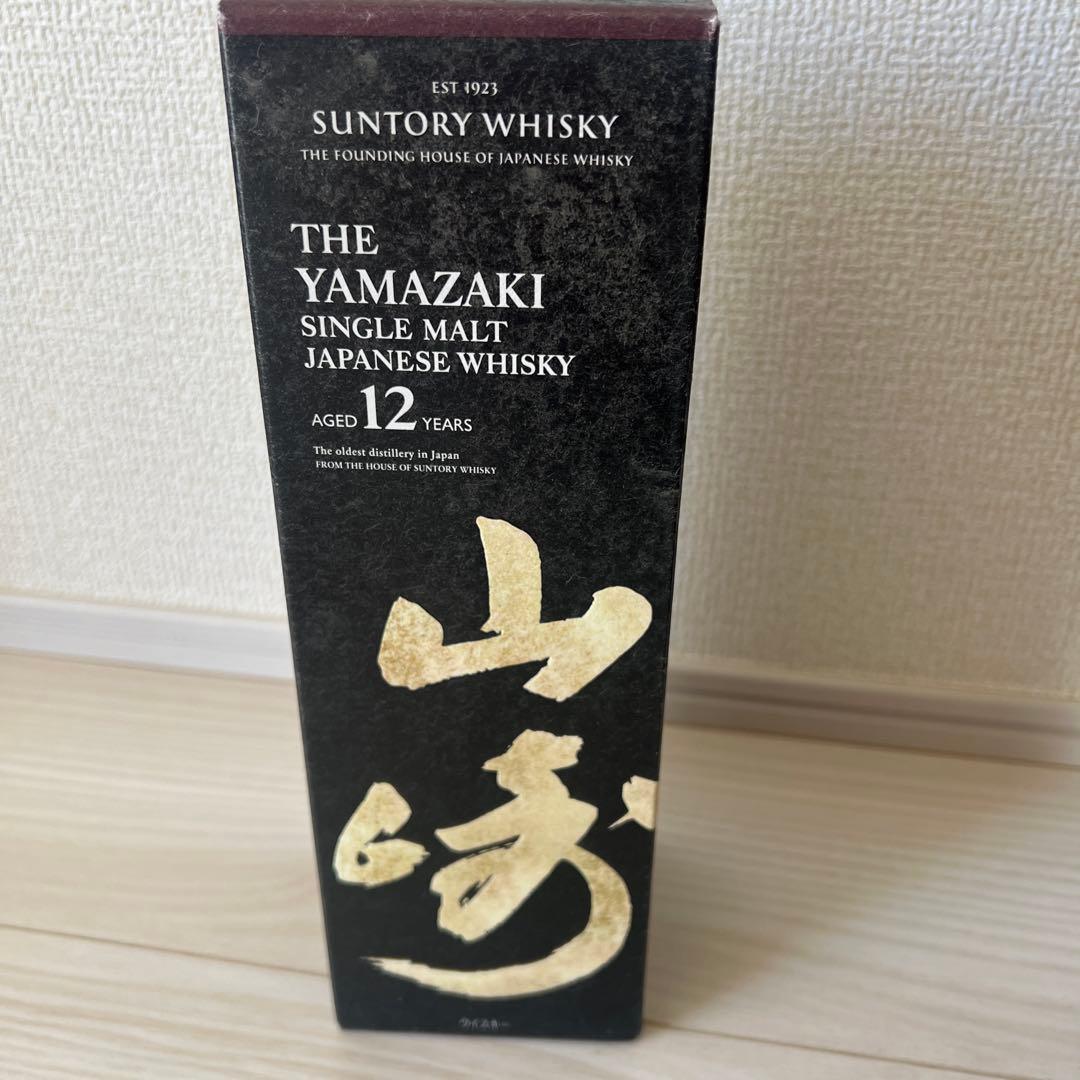 EST 1923
SUNTORY WHISKY
THE FOUNDING HOUSE OF JAPANESE WHISKY
THE
YAMAZAKI
SINGLE MALT
JAPANESE WHISKY
AGED 12 YEARS
The oldest distillery in Japan
FROM THE HOUSE OF SUNTORY WHISKY
山
崎
ウイスキー